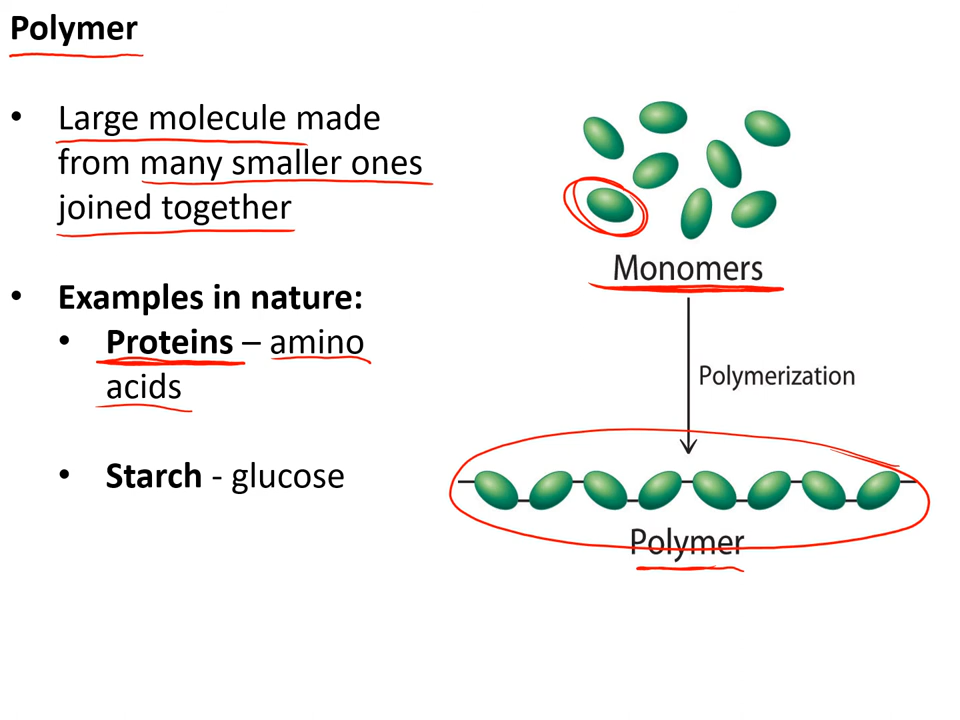 Polymer
• Large molecule made
from many smaller ones
joined together
• Examples in nature:
• Proteins – amino
acids
• Starch - glucose
Monomers
Polymerization
Polymer